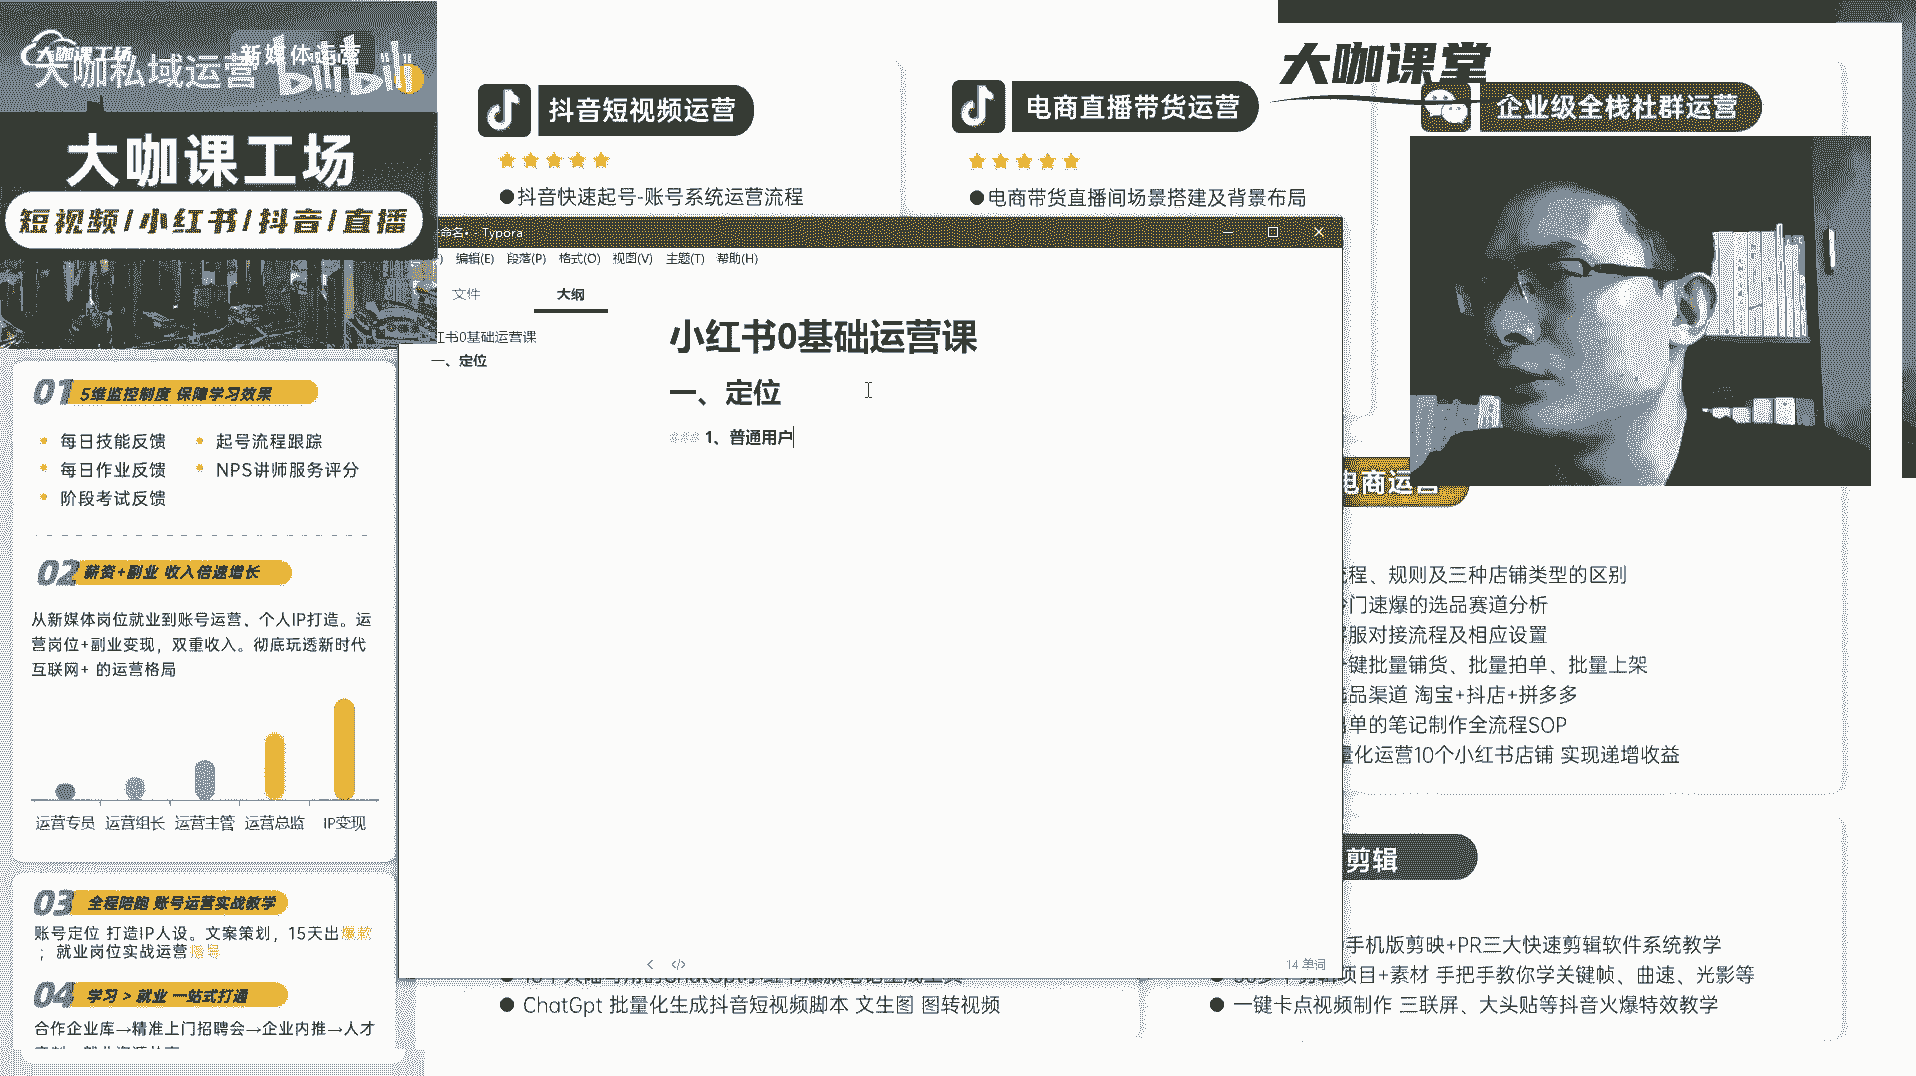 大咖课工场
新媒体运营
大咖私域运营
bilibili
大咖课工场
短视频/小红书/抖音/直播
01 5维监控制度 保障学习效果
每日技能反馈
起号流程跟踪
每日作业反馈
NPS讲师服务评分
阶段考试反馈
02 薪资+副业 收入倍速增长
从新媒体岗位就业到账号运营、个人IP打造。运
营岗位+副业变现，双重收入。彻底玩透新时代
互联网+ 的运营格局
运营专员 运营组长 运营主管 运营总监 IP变现
03 全程陪跑 账号运营实战教学
账号定位 打造IP人设。文案策划，15天出爆款
；就业岗位实战运营指导
04 学习 > 就业 一站式打通
合作企业库→精准上门招聘会→企业内推→人才
抖音短视频运营
●抖音快速起号-账号系统运营流程
电商直播带货运营
●电商带货直播间场景搭建及背景布局
大咖课堂
企业级全栈社群运营
命名• Typora
编辑(E) 段落(P) 格式(O) 视图(V) 主题(T) 帮助(H)
文件
大纲
书0基础运营课
一、定位
小红书0基础运营课
一、定位
### 1、普通用户
14 单词
电商运营
程、规则及三种店铺类型的区别
门速爆的选品赛道分析
服对接流程及相应设置
键批量铺货、批量拍单、批量上架
品渠道 淘宝+抖店+拼多多
单的笔记制作全流程SOP
量化运营10个小红书店铺 实现递增收益
剪辑
手机版剪映+PR三大快速剪辑软件系统教学
项目+素材 手把手教你学关键帧、曲速、光影等
● 一键卡点视频制作 三联屏、大头贴等抖音火爆特效教学
● ChatGpt 批量化生成抖音短视频脚本 文生图 图转视频